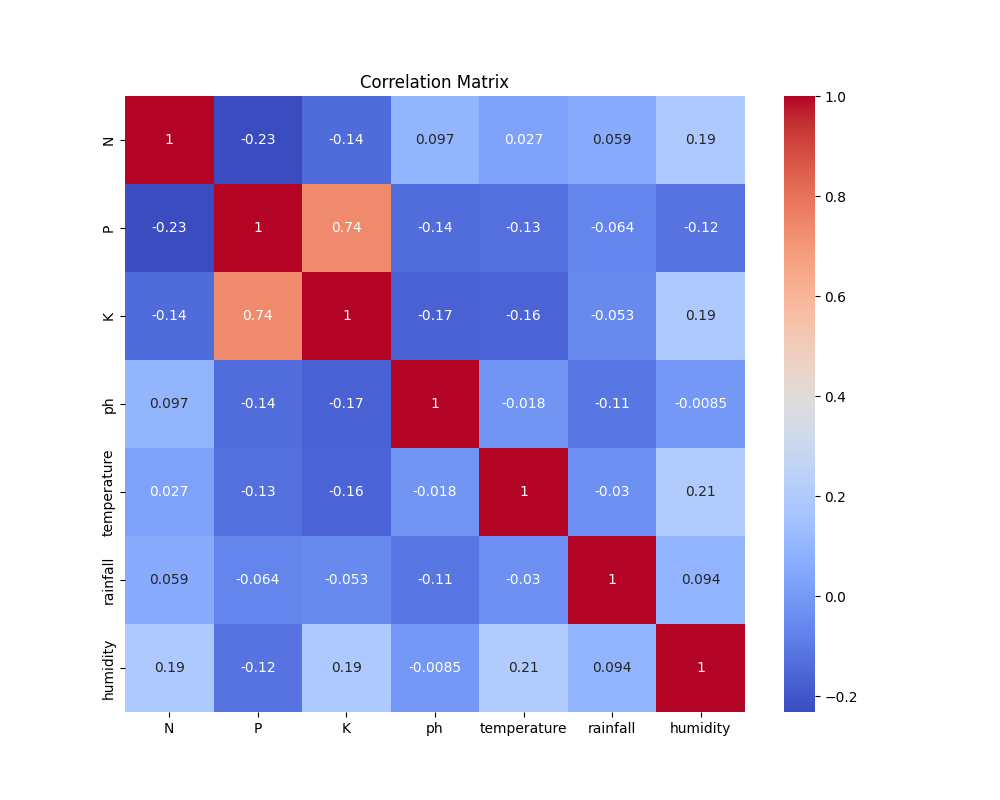 Correlation Matrix
N 1 -0.23 -0.14 0.097 0.027 0.059 0.19
P -0.23 1 0.74 -0.14 -0.13 -0.064 -0.12
K -0.14 0.74 1 -0.17 -0.16 -0.053 0.19
ph 0.097 -0.14 -0.17 1 -0.018 -0.11 -0.0085
temperature 0.027 -0.13 -0.16 -0.018 1 -0.03 0.21
rainfall 0.059 -0.064 -0.053 -0.11 -0.03 1 0.094
humidity 0.19 -0.12 0.19 -0.0085 0.21 0.094 1
N P K ph temperature rainfall humidity
1.0
0.8
0.6
0.4
0.2
0.0
−0.2